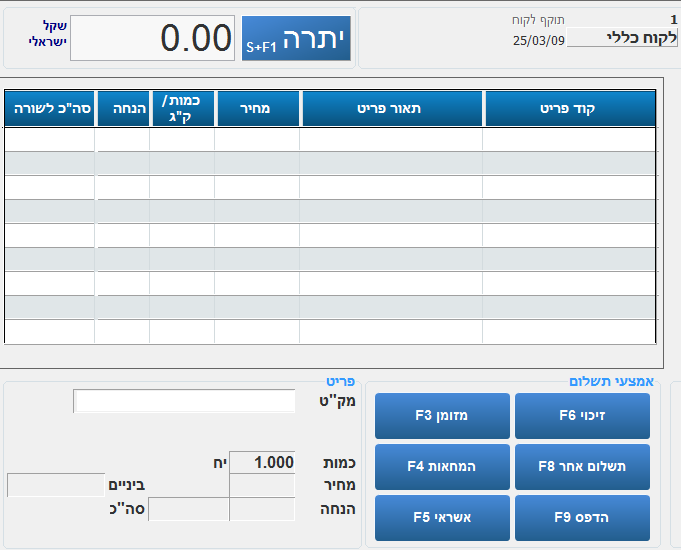 1
תוקף לקוח
לקוח כללי
25/03/09
יתרה S+F1
0.00
שקל
ישראלי
קוד פריט
תאור פריט
מחיר
כמות/
ק"ג
הנחה
סה"כ לשורה
אמצעי תשלום
זיכוי F6
מזומן F3
תשלום אחר F8
המחאות F4
הדפס F9
אשראי F5
פריט
מק"ט
כמות 1.000 יח
מחיר
ביניים
הנחה
סה"כ